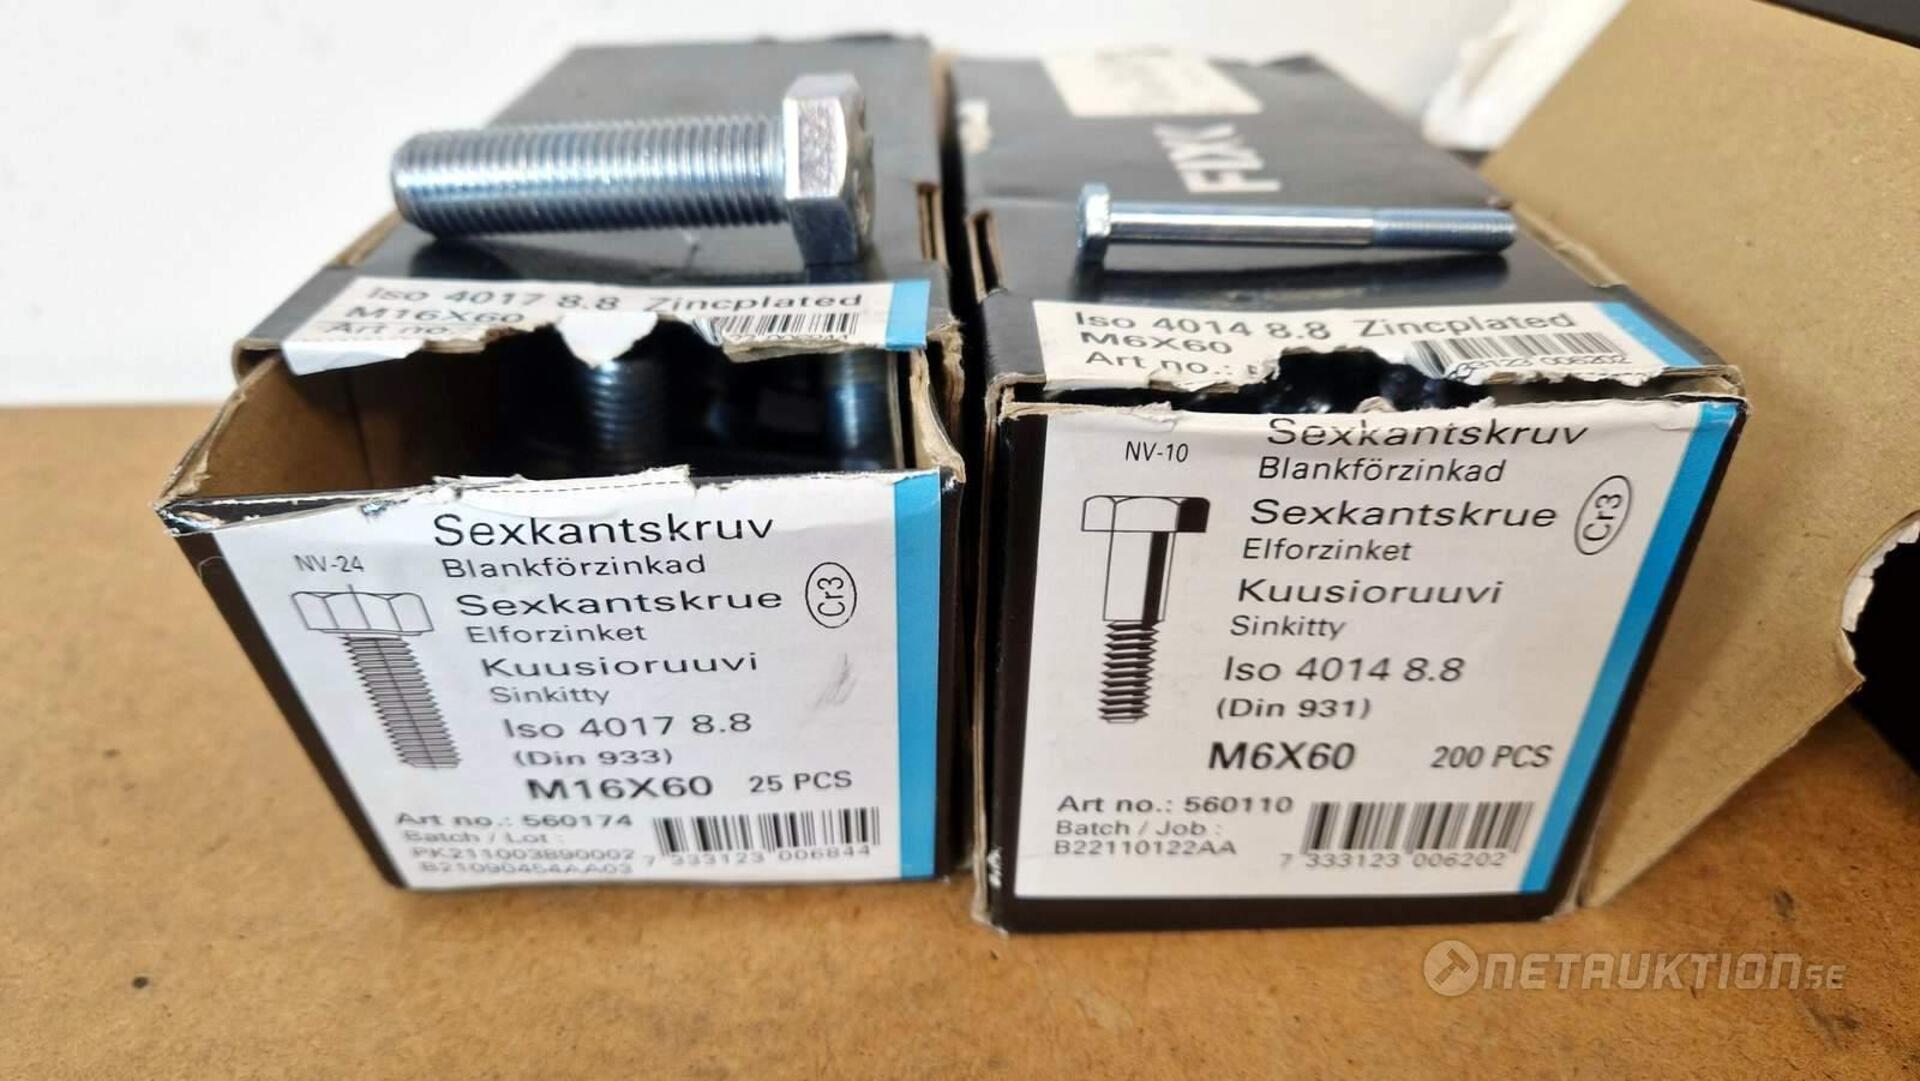 FIX
Iso 4017 8.8 Zincplated
M16X60
Art no.
Sexkantskruv
Blankförzinkad
NV-24
Sexkantskrue
Elforzinket
Cr3
Kuusioruuvi
Sinkitty
Iso 4017 8.8
(Din 933)
M16X60 25 PCS
Art no.: 560174
Batch / Lot :
PK211003890002
B21090454AA03
7 333123 006844
Iso 4014 8.8 Zincplated
M6X60
Art no.:
123 006202
Sexkantskruv
NV-10
Blankförzinkad
Sexkantskrue
Elforzinket
Cr3
Kuusioruuvi
Sinkitty
Iso 4014 8.8
(Din 931)
M6X60 200 PCS
Art no.: 560110
Batch / Job :
B22110122AA
7 333123 006202
NETAUKTION.SE